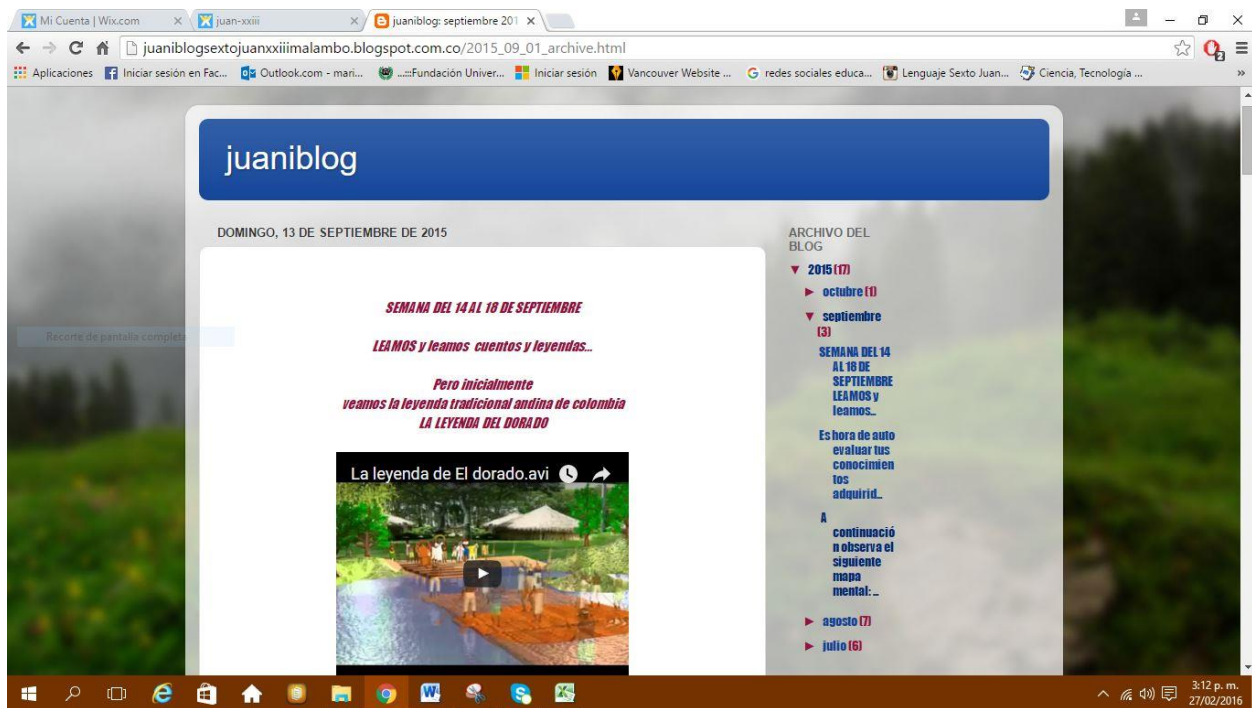 Mi Cuenta | Wix.com
juan-xxiii
juaniblog: septiembre 201
juaniblogsextojuanxxiiimalambo.blogspot.com.co/2015_09_01_archive.html
Aplicaciones Iniciar sesión en Fac... Outlook.com - mari... ...:::Fundación Univer... Iniciar sesión Vancouver Website ... redes sociales educa... Lenguaje Sexto Juan... Ciencia, Tecnología ... »
juaniblog
DOMINGO, 13 DE SEPTIEMBRE DE 2015
SEMANA DEL 14 AL 18 DE SEPTIEMBRE
LEAMOS y leamos cuentos y leyendas...
Pero inicialmente
veamos la leyenda tradicional andina de colombia
LA LEYENDA DEL DORADO
La leyenda de El dorado.avi
Recorte de pantalla completa
ARCHIVO DEL
BLOG
▼ 2015 (17)
► octubre (1)
▼ septiembre
(3)
SEMANA DEL 14
AL 18 DE
SEPTIEMBRE
LEAMOS y
leamos...
Es hora de auto
evaluar tus
conocimien
tos
adquirid...
A
continuació
n observa el
siguiente
mapa
mental: ...
► agosto (7)
► julio (6)
3:12 p. m.
27/02/2016